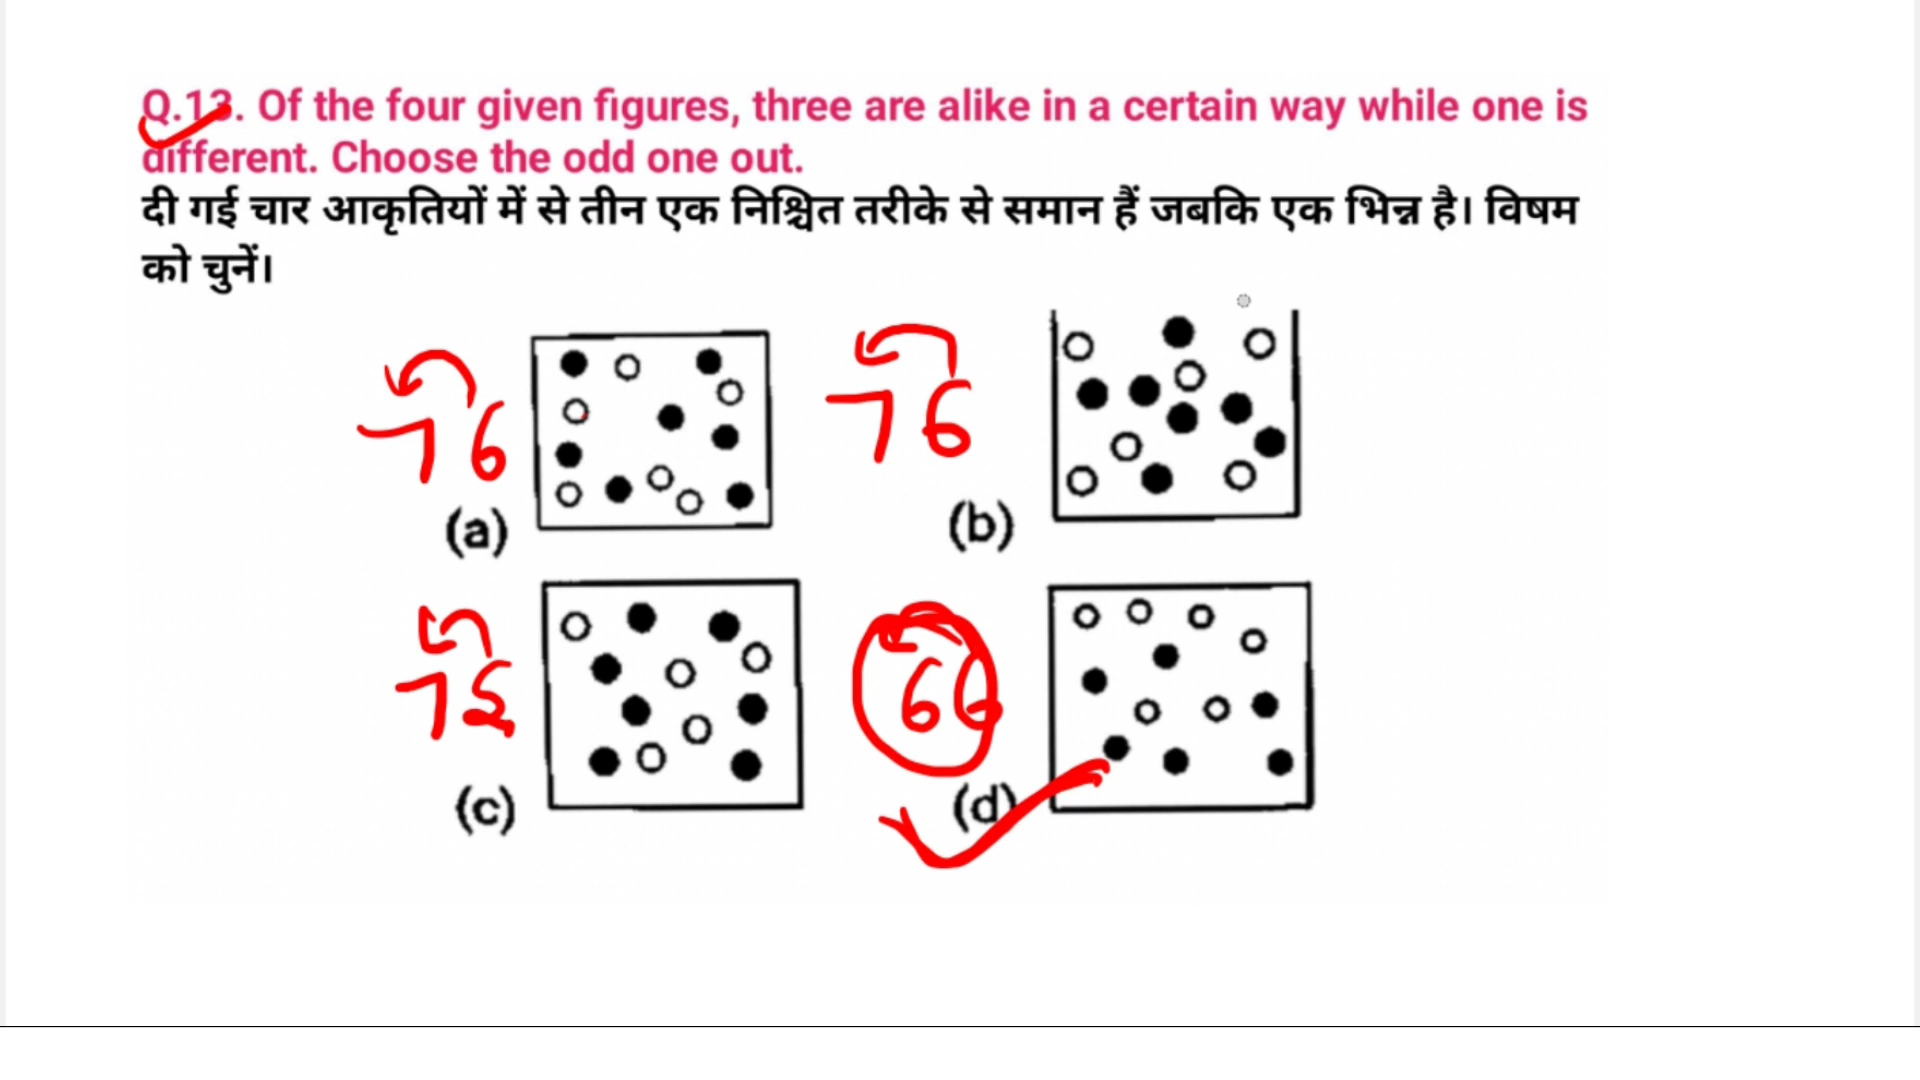 Q.13. Of the four given figures, three are alike in a certain way while one is
different. Choose the odd one out.
दी गई चार आकृतियों में से तीन एक निश्चित तरीके से समान हैं जबकि एक भिन्न है। विषम
को चुनें।
76
76
(a)
(b)
75
66
(c)
(d)